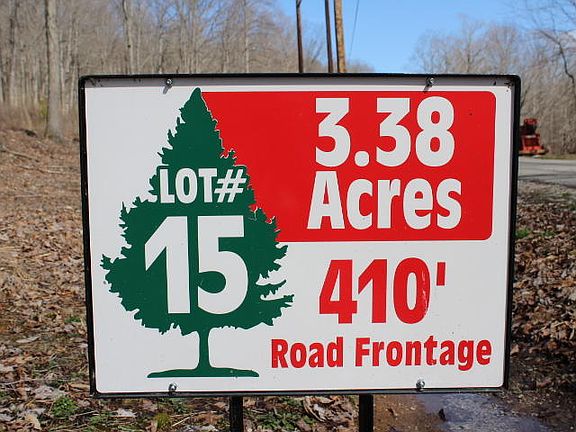 LOT#
15
3.38
Acres
410'
Road Frontage